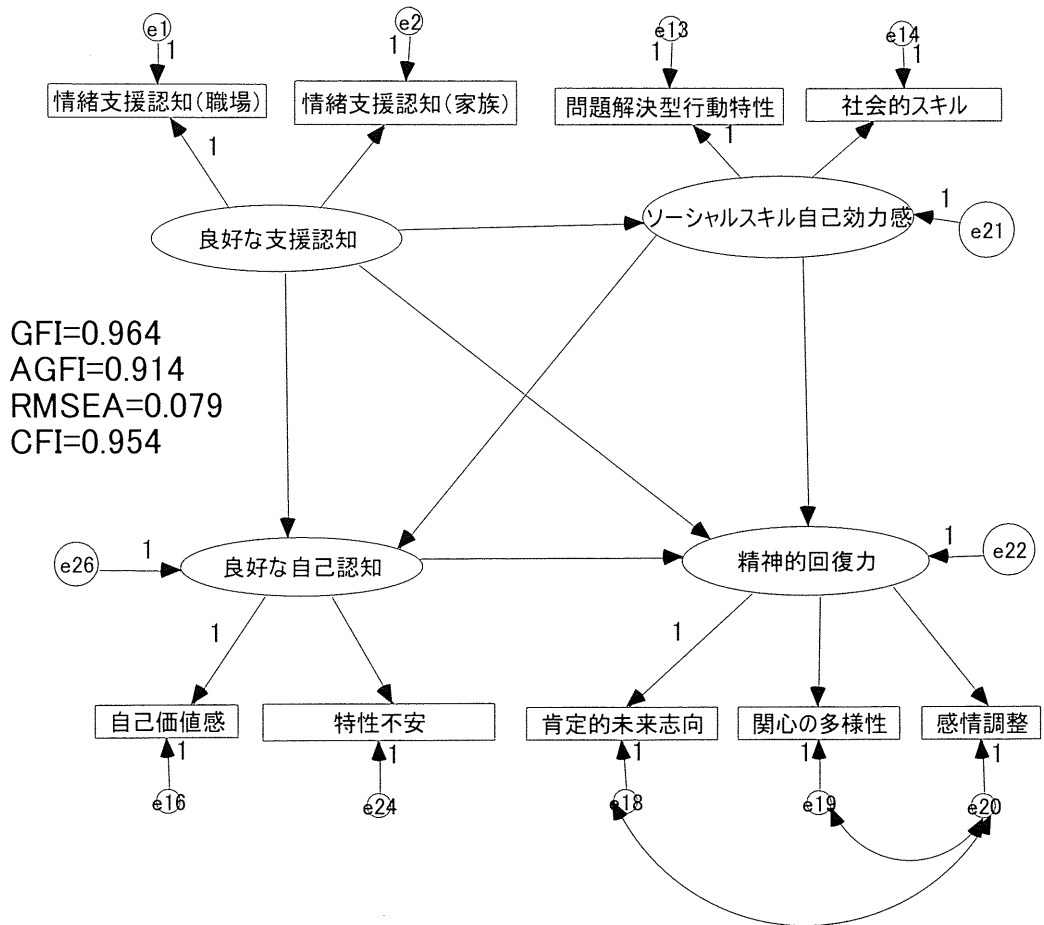 e1
e2
e13
e14
1
1
1
1
情緒支援認知(職場)
情緒支援認知(家族)
問題解決型行動特性
社会的スキル
1
1
良好な支援認知
ソーシャルスキル自己効力感
1
e21
GFI=0.964
AGFI=0.914
RMSEA=0.079
CFI=0.954
e26
1
良好な自己認知
精神的回復力
1
e22
1
1
自己価値感
特性不安
肯定的未来志向
関心の多様性
感情調整
1
1
1
1
1
e16
e24
e18
e19
e20